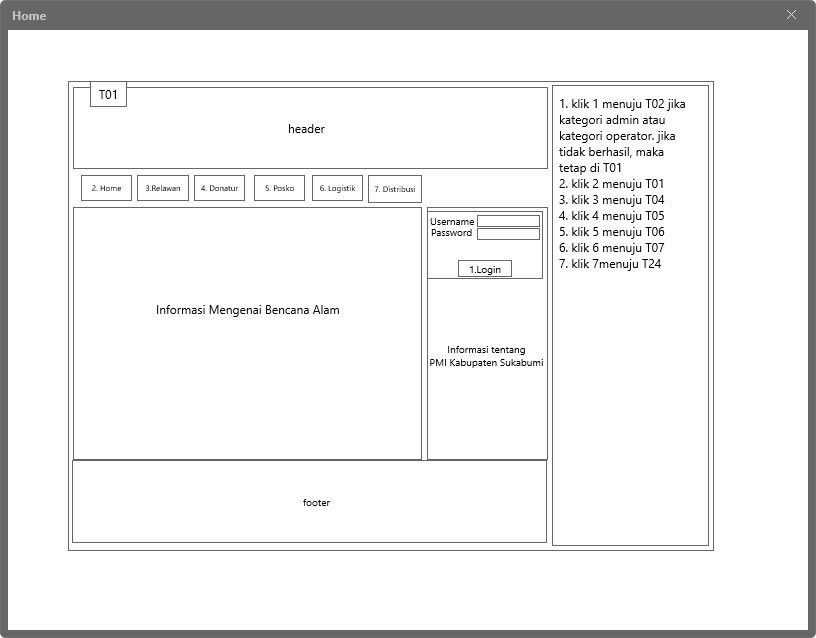 Home
T01
header
2. Home 3.Relawan 4. Donatur 5. Posko 6. Logistik 7. Distribusi
Username
Password
1.Login
Informasi Mengenai Bencana Alam
Informasi tentang
PMI Kabupaten Sukabumi
footer
1. klik 1 menuju T02 jika
kategori admin atau
kategori operator. jika
tidak berhasil, maka
tetap di T01
2. klik 2 menuju T01
3. klik 3 menuju T04
4. klik 4 menuju T05
5. klik 5 menuju T06
6. klik 6 menuju T07
7. klik 7menuju T24